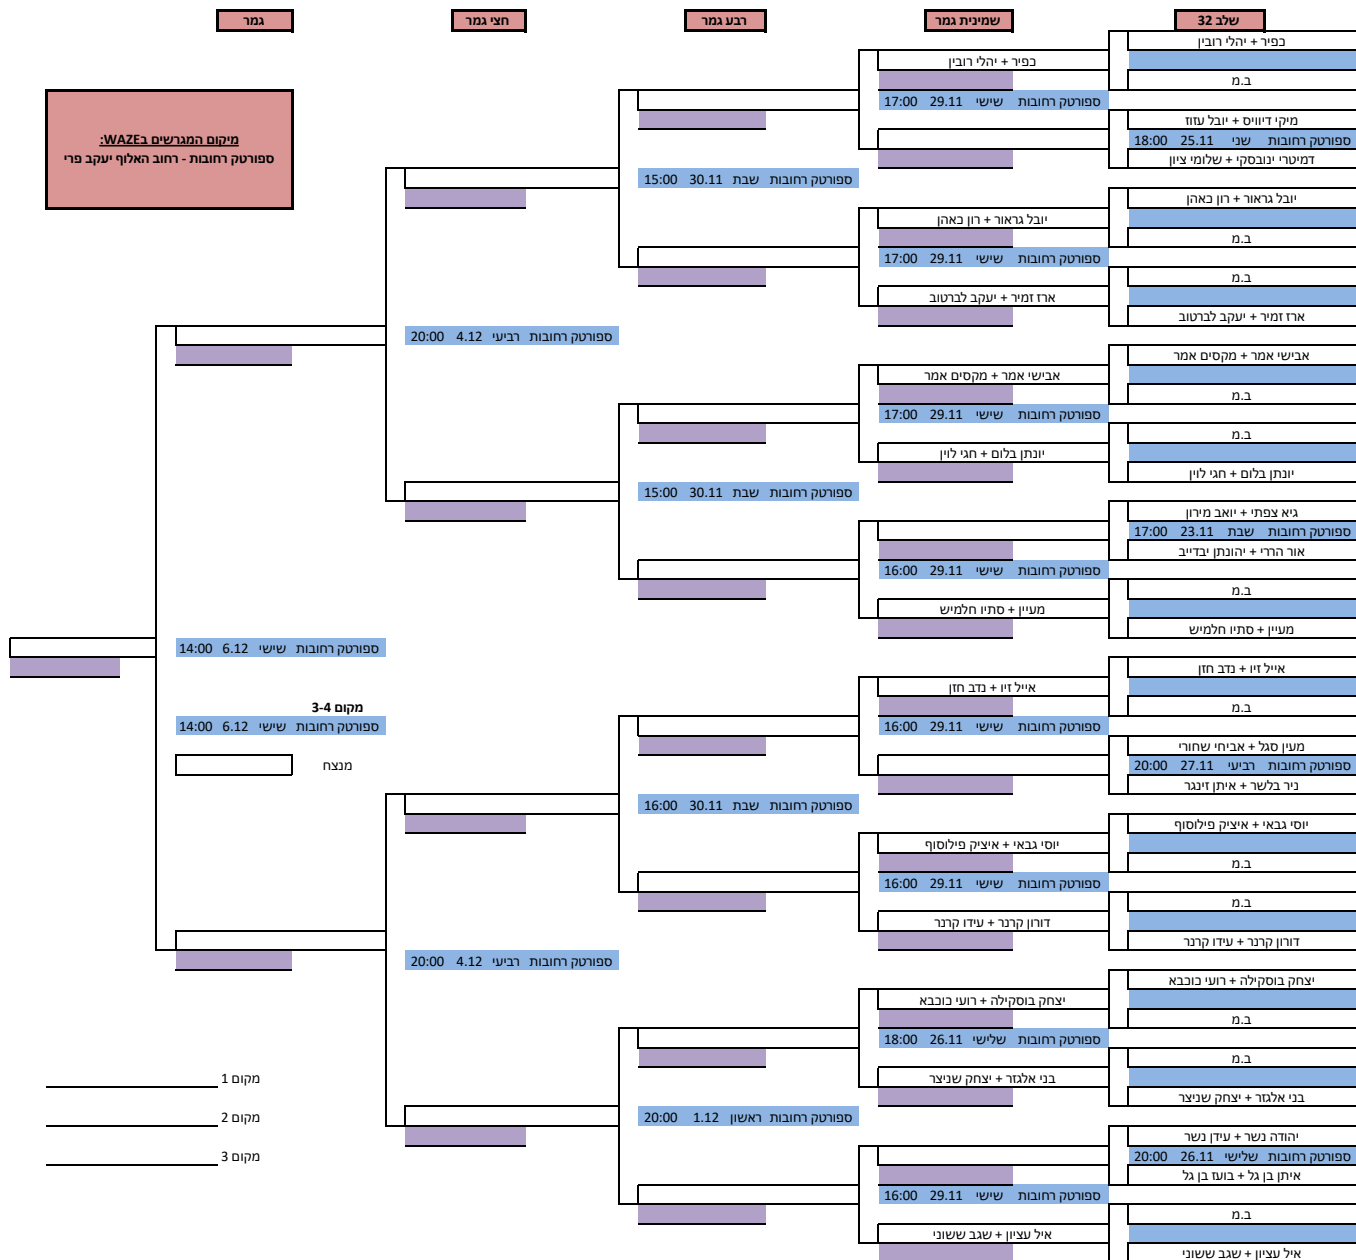 שלב 32
שמינית גמר
רבע גמר
חצי גמר
גמר
כפיר + יהלי רובין
ב.מ
מיקי דיוויס + יובל עזוז
ספורטק רחובות שני 25.11 18:00
דמיטרי ינובסקי + שלומי ציון
יובל גראור + רון כאהן
ב.מ
ב.מ
ארז זמיר + יעקב לברטוב
אבישי אמר + מקסים אמר
ב.מ
ב.מ
יונתן בלום + חגי לוין
גיא צפתי + יואב מירון
ספורטק רחובות שבת 23.11 17:00
אור הררי + יהונתן יבדייב
ב.מ
מעיין + סתיו חלמיש
אייל זיו + נדב חזן
ב.מ
מעין סגל + אביחי שחורי
ספורטק רחובות רביעי 27.11 20:00
ניר בלשר + איתן זינגר
יוסי גבאי + איציק פילוסוף
ב.מ
ב.מ
דורון קרנר + עידו קרנר
יצחק בוסקילה + רועי כוכבא
ב.מ
ב.מ
בני אלגזר + יצחק שניצר
יהודה נשר + עידן נשר
ספורטק רחובות שלישי 26.11 20:00
איתן בן גל + בועז בן גל
ב.מ
איל עציון + שגב ששוני
כפיר + יהלי רובין
ספורטק רחובות שישי 29.11 17:00
יובל גראור + רון כאהן
ספורטק רחובות שישי 29.11 17:00
ארז זמיר + יעקב לברטוב
אבישי אמר + מקסים אמר
ספורטק רחובות שישי 29.11 17:00
יונתן בלום + חגי לוין
ספורטק רחובות שישי 29.11 16:00
מעיין + סתיו חלמיש
אייל זיו + נדב חזן
ספורטק רחובות שישי 29.11 16:00
יוסי גבאי + איציק פילוסוף
ספורטק רחובות שישי 29.11 16:00
דורון קרנר + עידו קרנר
יצחק בוסקילה + רועי כוכבא
ספורטק רחובות שלישי 26.11 18:00
בני אלגזר + יצחק שניצר
ספורטק רחובות שישי 29.11 16:00
איל עציון + שגב ששוני
ספורטק רחובות שבת 30.11 15:00
ספורטק רחובות שבת 30.11 15:00
ספורטק רחובות שבת 30.11 16:00
ספורטק רחובות ראשון 1.12 20:00
ספורטק רחובות רביעי 4.12 20:00
ספורטק רחובות רביעי 4.12 20:00
מיקום המגרשים בWAZE:
ספורטק רחובות - רחוב האלוף יעקב פרי
ספורטק רחובות שישי 6.12 14:00
מקום 3-4
ספורטק רחובות שישי 6.12 14:00
מנצח
מקום 1
מקום 2
מקום 3